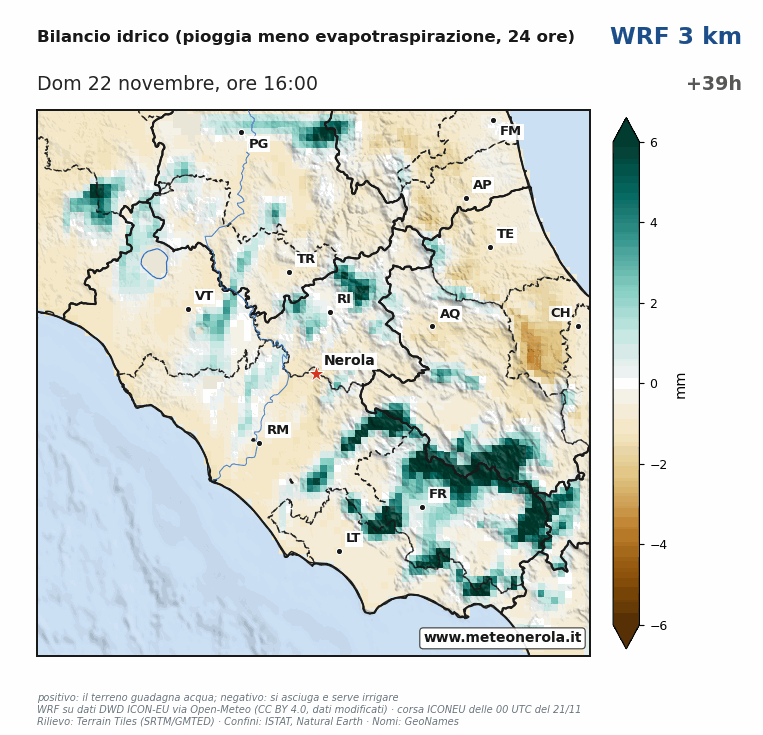 Bilancio idrico (pioggia meno evapotraspirazione, 24 ore)
WRF 3 km
Dom 22 novembre, ore 16:00
+39h
FM
PG
AP
TE
TR
RI
VT
AQ
CH
Nerola
RM
FR
LT
6
4
2
0
−2
−4
−6
mm
www.meteonerola.it
positivo: il terreno guadagna acqua; negativo: si asciuga e serve irrigare
WRF su dati DWD ICON-EU via Open-Meteo (CC BY 4.0, dati modificati) · corsa ICONEU delle 00 UTC del 21/11
Rilievo: Terrain Tiles (SRTM/GMTED) · Confini: ISTAT, Natural Earth · Nomi: GeoNames